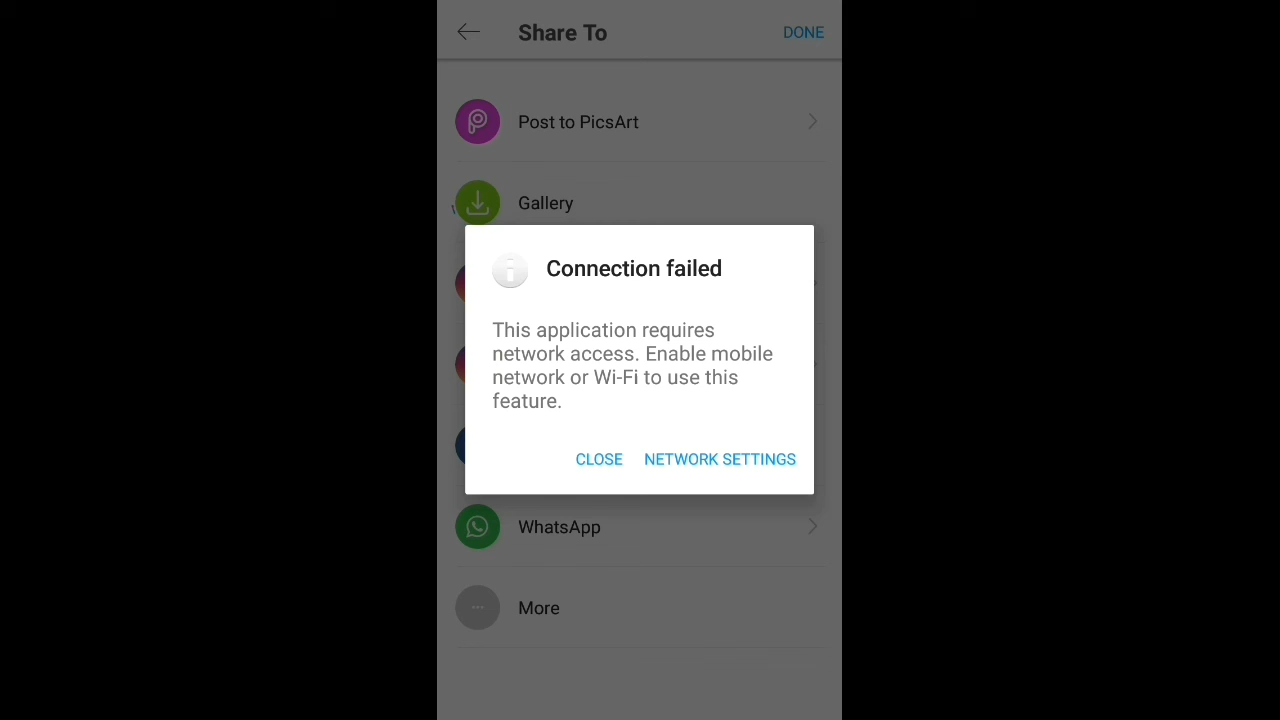 Share To
DONE
Post to PicsArt
Gallery
Connection failed
This application requires
network access. Enable mobile
network or Wi-Fi to use this
feature.
CLOSE
NETWORK SETTINGS
WhatsApp
More